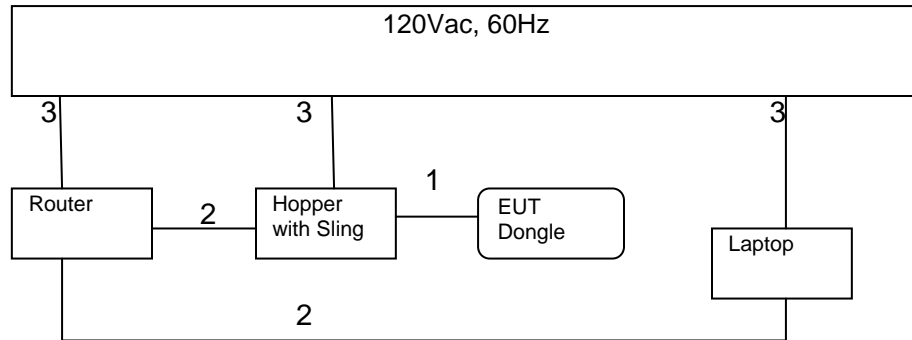 120Vac, 60Hz
3
3
3
1
Router
2
Hopper
with Sling
EUT
Dongle
Laptop
2